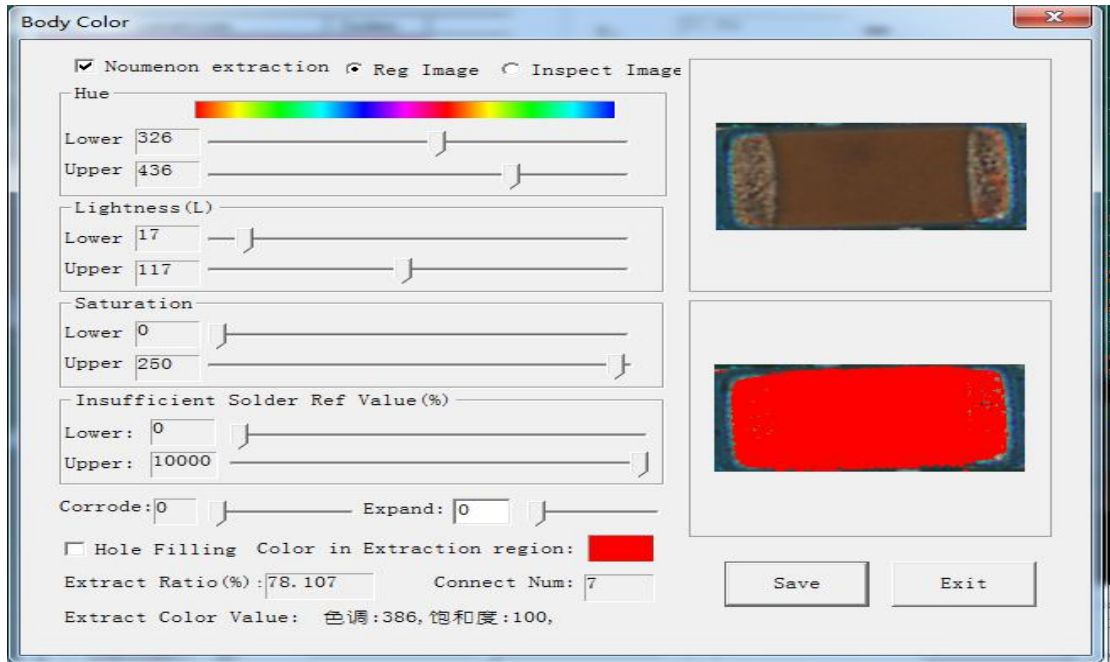 Body Color
Noumenon extraction Reg Image Inspect Image
Hue
Lower 326
Upper 436
Lightness(L)
Lower 17
Upper 117
Saturation
Lower 0
Upper 250
Insufficient Solder Ref Value(%)
Lower: 0
Upper: 10000
Corrode:0 Expand: 0
Hole Filling Color in Extraction region:
Extract Ratio(%):78.107 Connect Num: 7
Extract Color Value: 色调:386,饱和度:100,
Save Exit